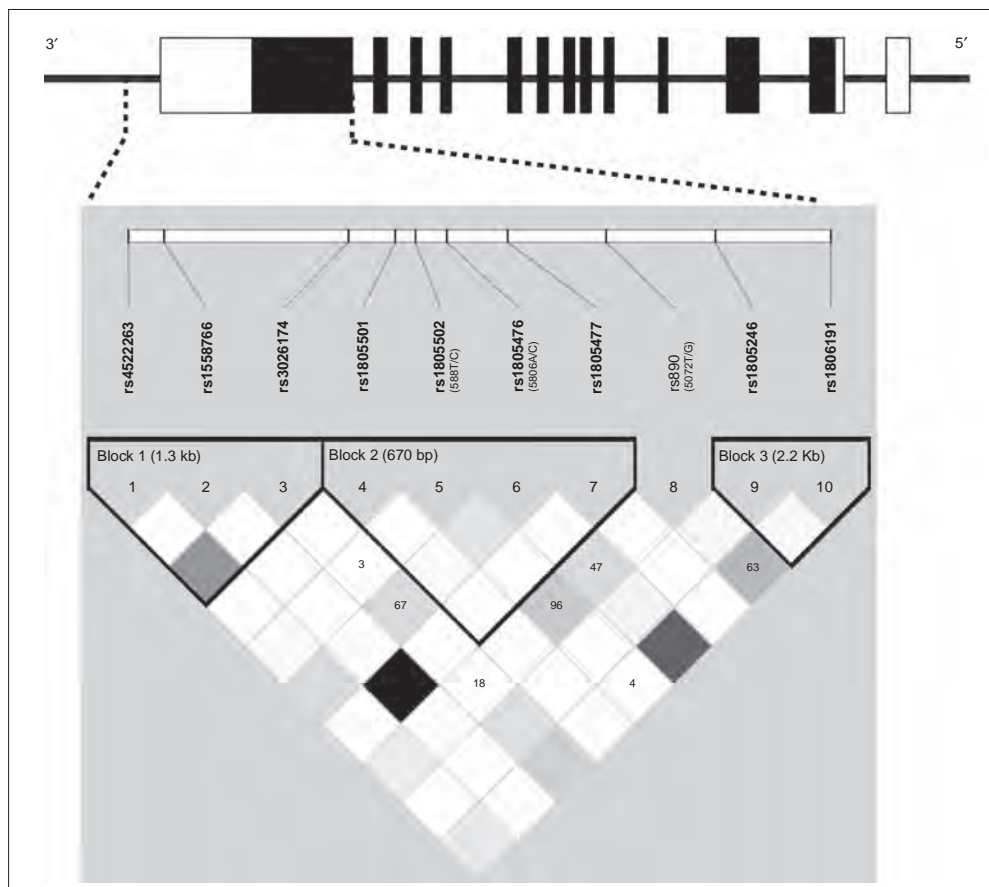 3′ 5′
rs4522263
rs1558766
rs3026174
rs1805501
rs1805502
(588T/C)
rs1805476
(5806A/C)
rs1805477
rs890
(5072T/G)
rs1805246
rs1806191
Block 1 (1.3 kb) Block 2 (670 bp) Block 3 (2.2 Kb)
1 2 3 4 5 6 7 8 9 10
3 47 63
67 96
18 4